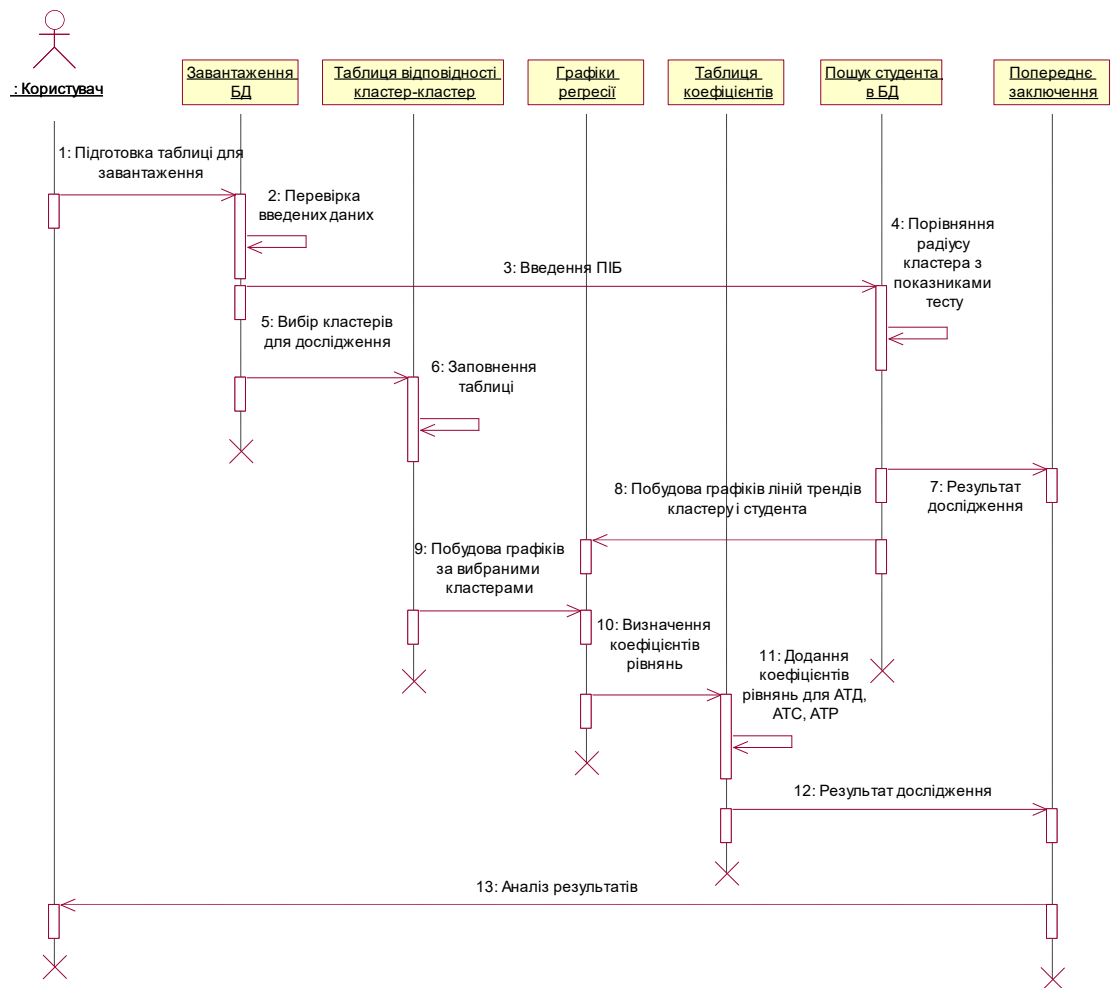 : Користувач
Завантаження
БД
Таблиця відповідності
кластер-кластер
Графіки
регресії
Таблиця
коефіцієнтів
Пошук студента
в БД
Попереднє
заключення
1: Підготовка таблиці для
завантаження
2: Перевірка
введених даних
3: Введення ПІБ
4: Порівняння
радіусу
кластера з
показниками
тесту
5: Вибір кластерів
для дослідження
6: Заповнення
таблиці
7: Результат
дослідження
8: Побудова графіків ліній трендів
кластеру і студента
9: Побудова графіків
за вибраними
кластерами
10: Визначення
коефіцієнтів
рівнянь
11: Додання
коефіцієнтів
рівнянь для АТД,
АТС, АТР
12: Результат дослідження
13: Аналіз результатів